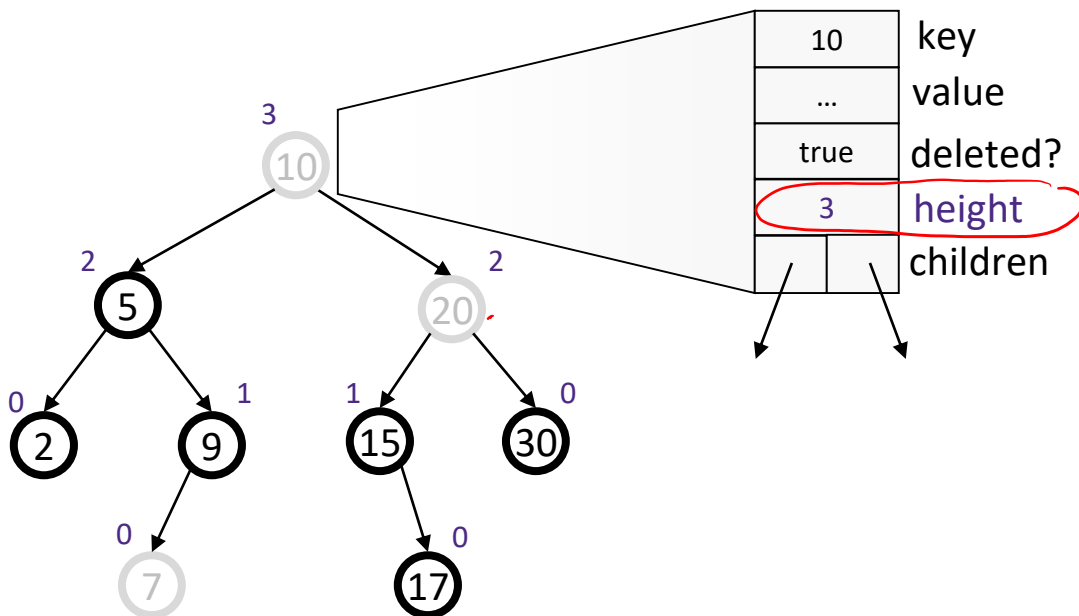 10 key
... value
3
10
true deleted?
3 height
2 2
5 20
children
0 1 1 0
2 9 15 30
0 0
7 17